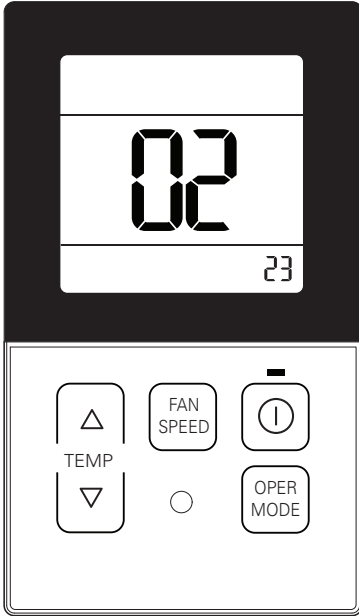 02
23
FAN
SPEED
TEMP
OPER
MODE